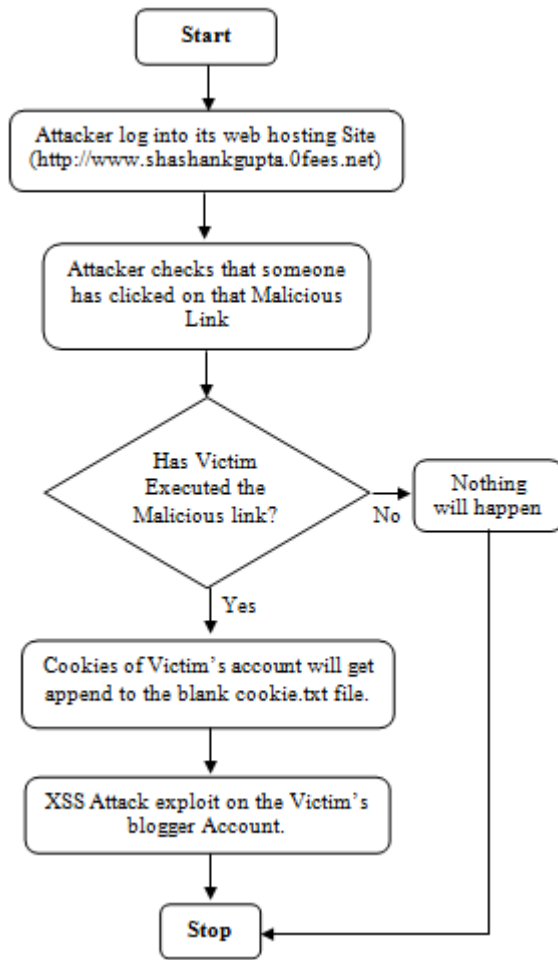 Start
Attacker log into its web hosting Site
(http://www.shashankgupta.0fees.net)
Attacker checks that someone
has clicked on that Malicious
Link
Has Victim
Executed the
Malicious link?
No
Nothing
will happen
Yes
Cookies of Victim’s account will get
append to the blank cookie.txt file.
XSS Attack exploit on the Victim’s
blogger Account.
Stop